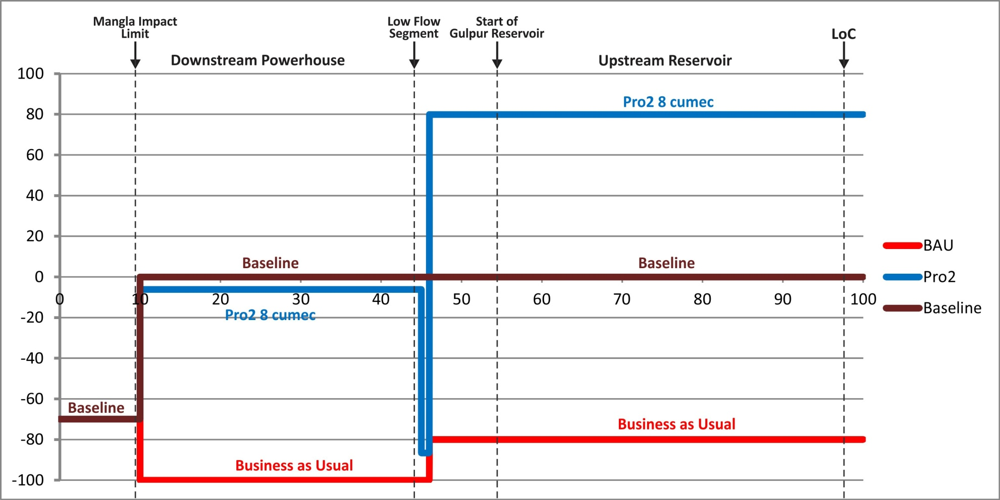 Mangla Impact
Limit
Low Flow
Segment
Start of
Gulpur Reservoir
LoC
Downstream Powerhouse
Upstream Reservoir
100
80
60
40
20
0
-20
-40
-60
-80
-100
0
10
20
30
40
50
60
70
80
90
100
Pro2 8 cumec
Baseline
Baseline
Pro2 8 cumec
Baseline
Business as Usual
Business as Usual
BAU
Pro2
Baseline